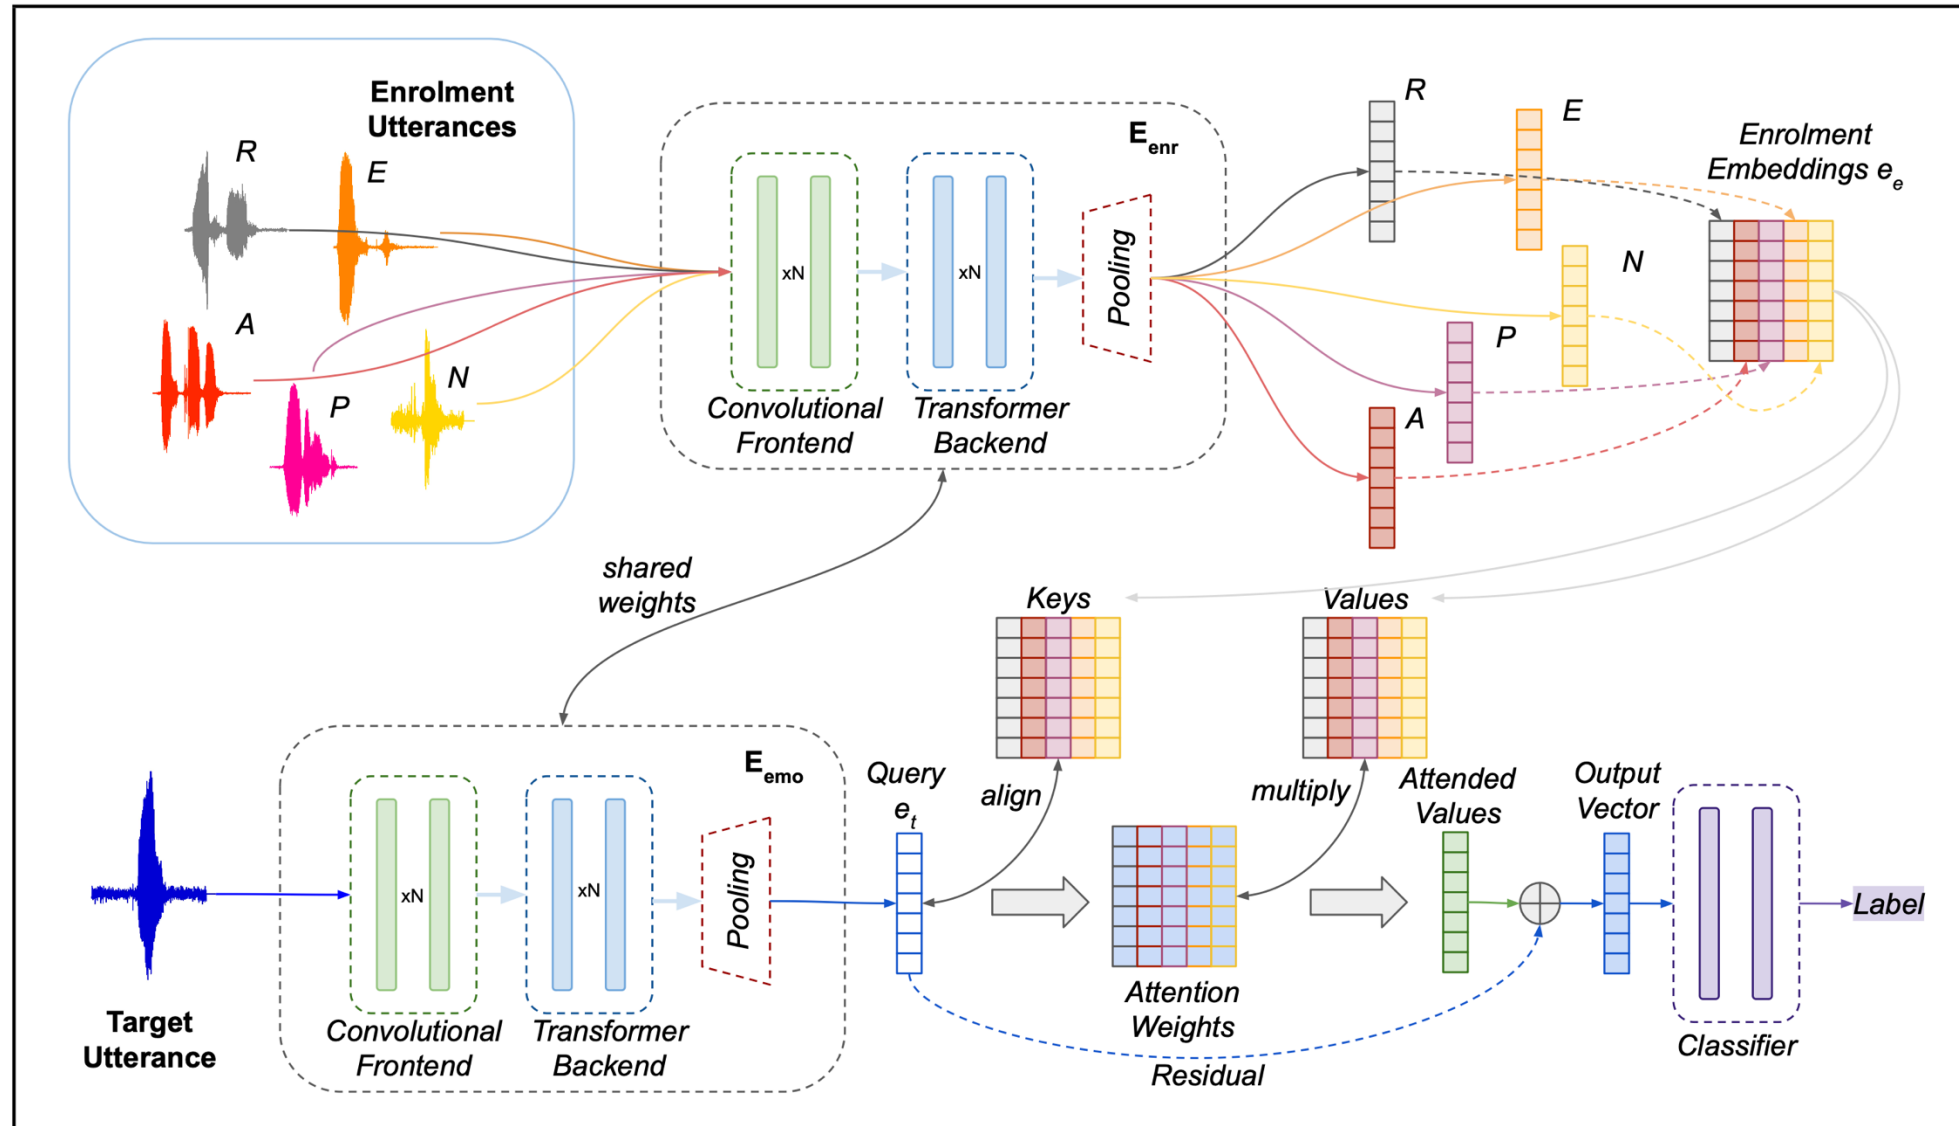 Enrolment
Utterances
R
E
A
P
N
E_enr
xN
xN
Pooling
Convolutional
Frontend
Transformer
Backend
R
E
N
P
A
Enrolment
Embeddings e_e
shared
weights
Keys
Values
Target
Utterance
E_emo
xN
xN
Pooling
Convolutional
Frontend
Transformer
Backend
Query
e_t
align
multiply
Attention
Weights
Attended
Values
Output
Vector
Residual
Classifier
Label